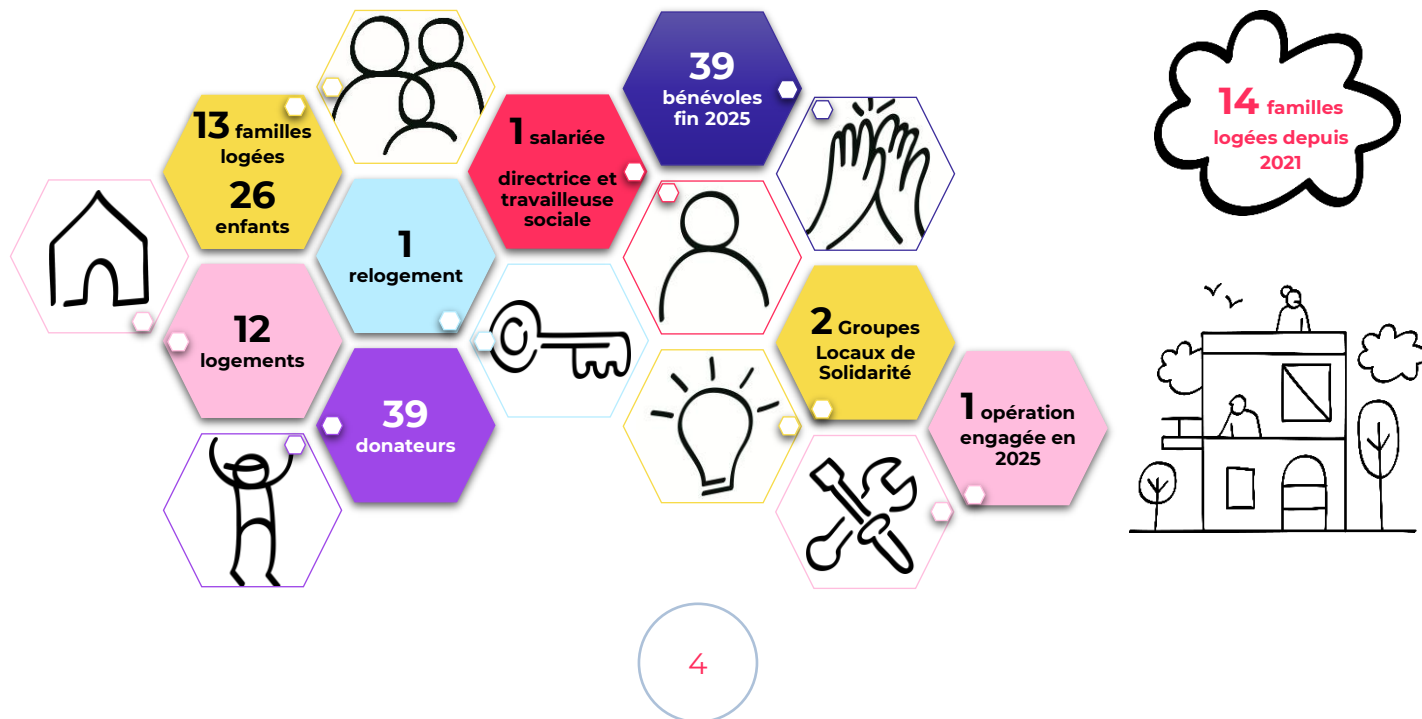 13 familles
logées
26
enfants
12
logements
1
relogement
39
donateurs
1 salariée
directrice et
travailleuse
sociale
39
bénévoles
fin 2025
2 Groupes
Locaux de
Solidarité
1 opération
engagée en
2025
14 familles
logées depuis
2021
4